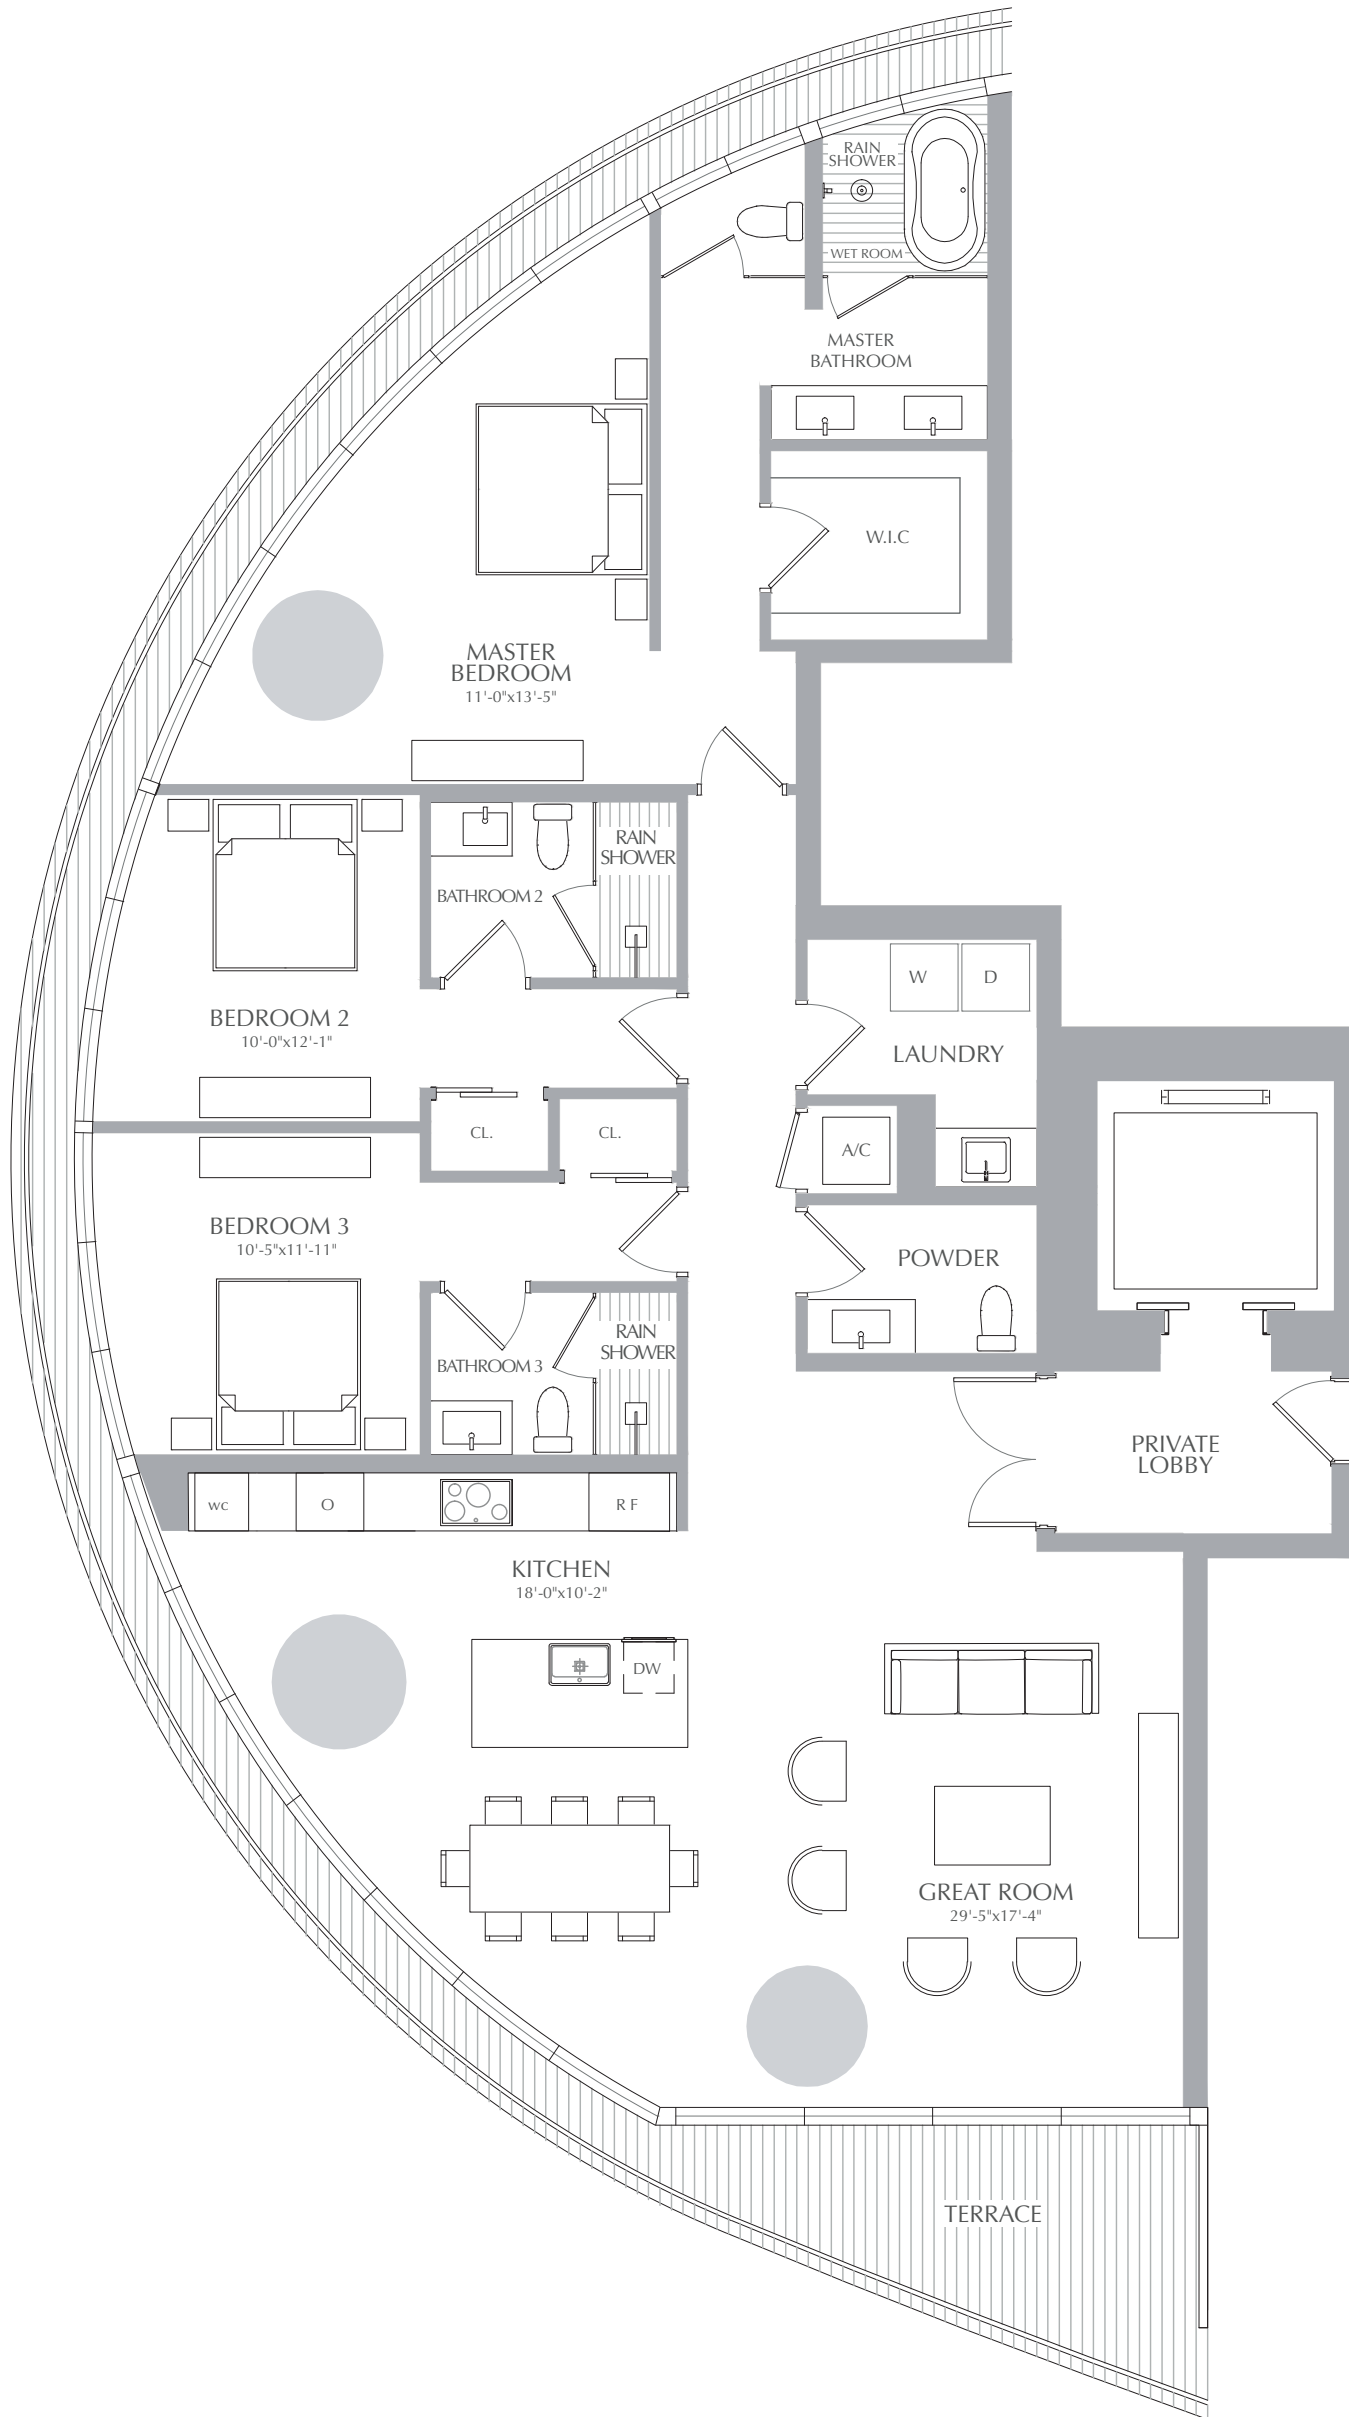 RAIN
SHOWER
WET ROOM
MASTER
BATHROOM
W.I.C
MASTER
BEDROOM
11'-0"x13'-5"
RAIN
SHOWER
BATHROOM 2
BEDROOM 2
10'-0"x12'-1"
W
D
LAUNDRY
CL.
CL.
A/C
BEDROOM 3
10'-5"x11'-11"
POWDER
RAIN
SHOWER
BATHROOM 3
PRIVATE
LOBBY
wc
O
R F
KITCHEN
18'-0"x10'-2"
DW
GREAT ROOM
29'-5"x17'-4"
TERRACE